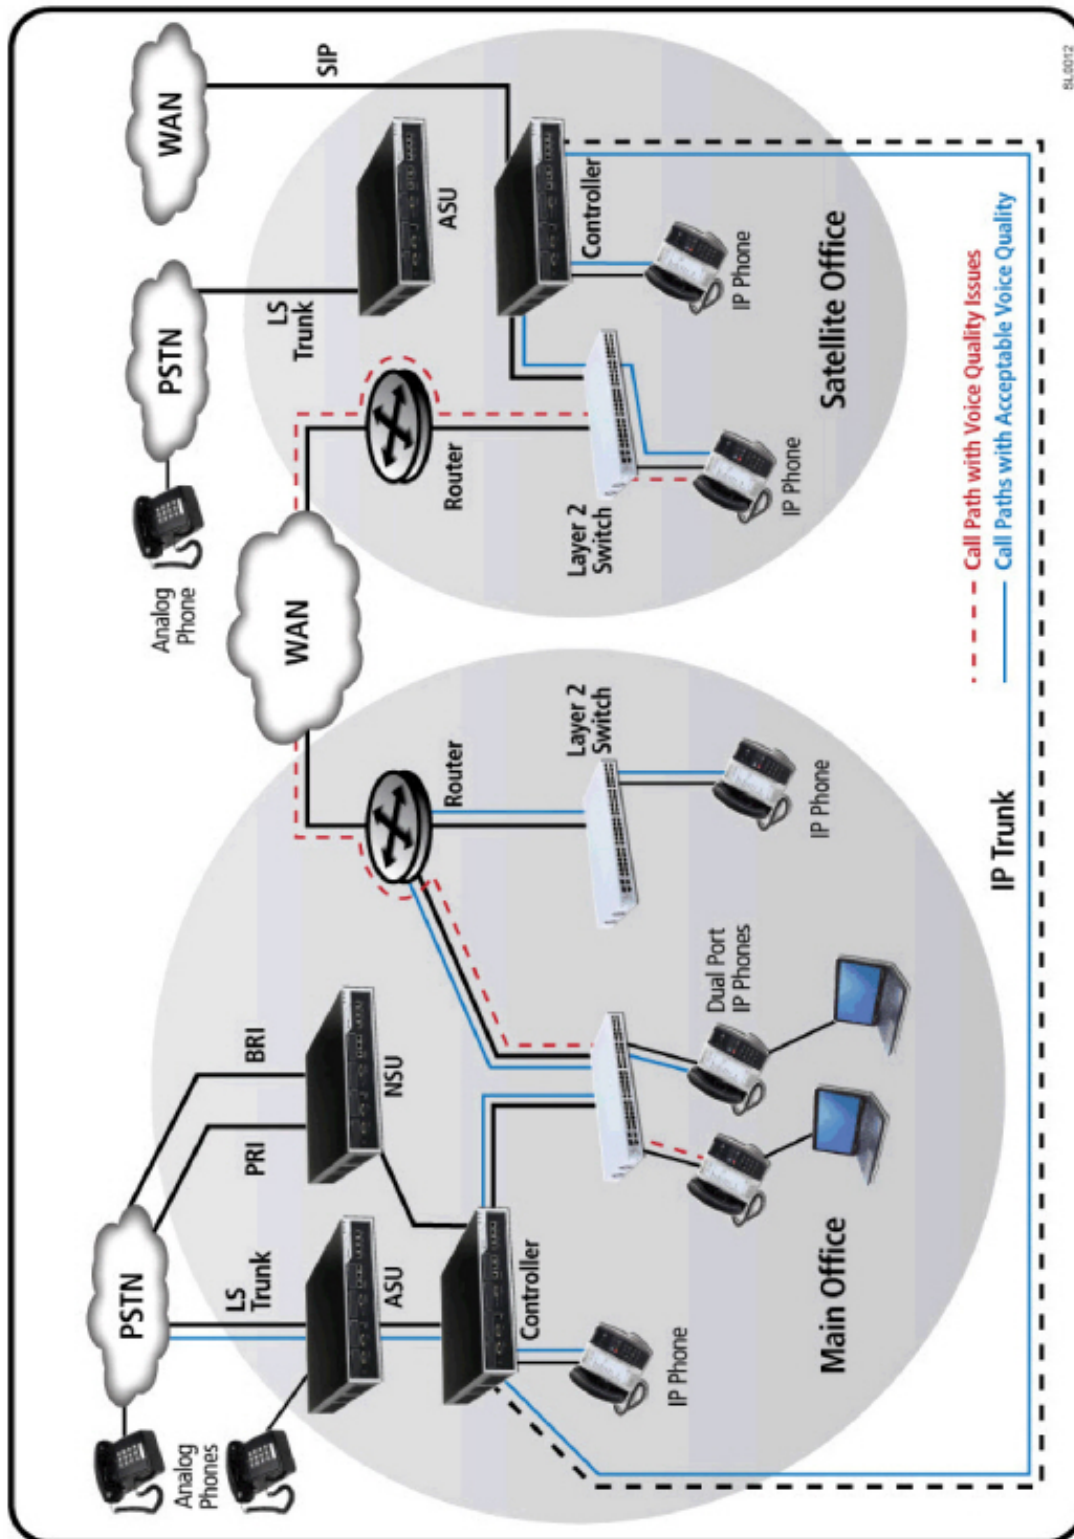 PSTN
WAN
Analog
Phone
LS
Trunk
SIP
ASU
WAN
Router
Controller
IP Phone
Layer 2
Switch
IP Phone
Satellite Office
PSTN
Analog
Phones
LS
Trunk
PRI
BRI
ASU
NSU
Router
Controller
Layer 2
Switch
IP Phone
IP Phone
Dual Port
IP Phones
Main Office
Call Path with Voice Quality Issues
Call Paths with Acceptable Voice Quality
IP Trunk
SL0012